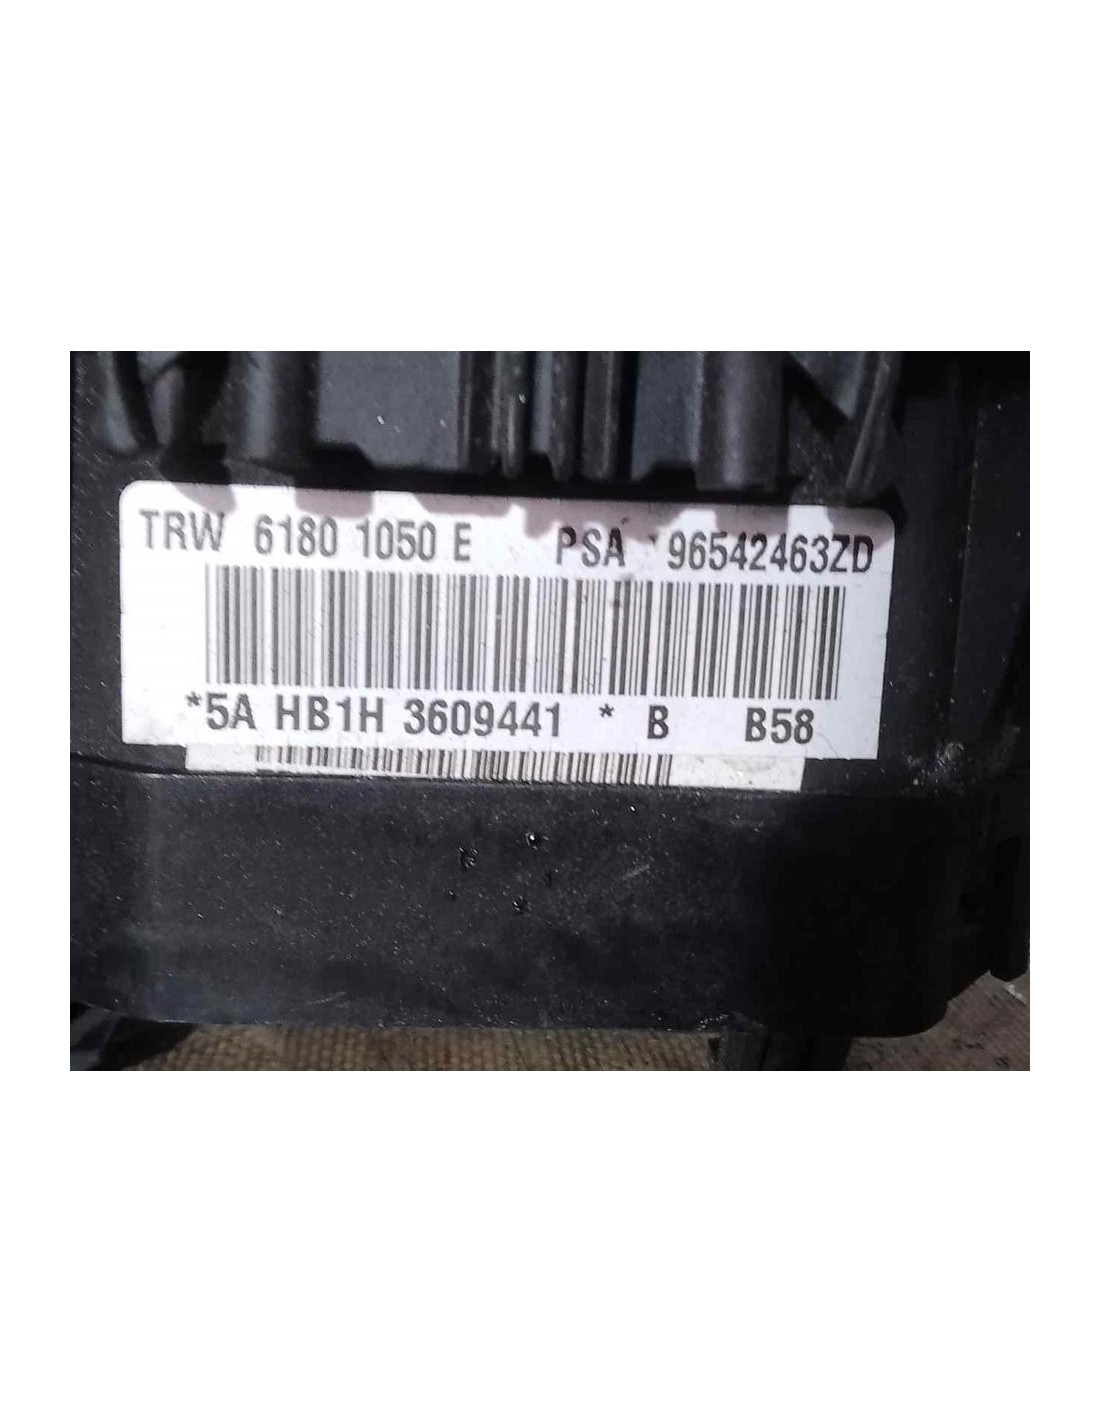 TRW 6180 1050 E PSA 96542463ZD
*5A HB1H 3609441 * B B58